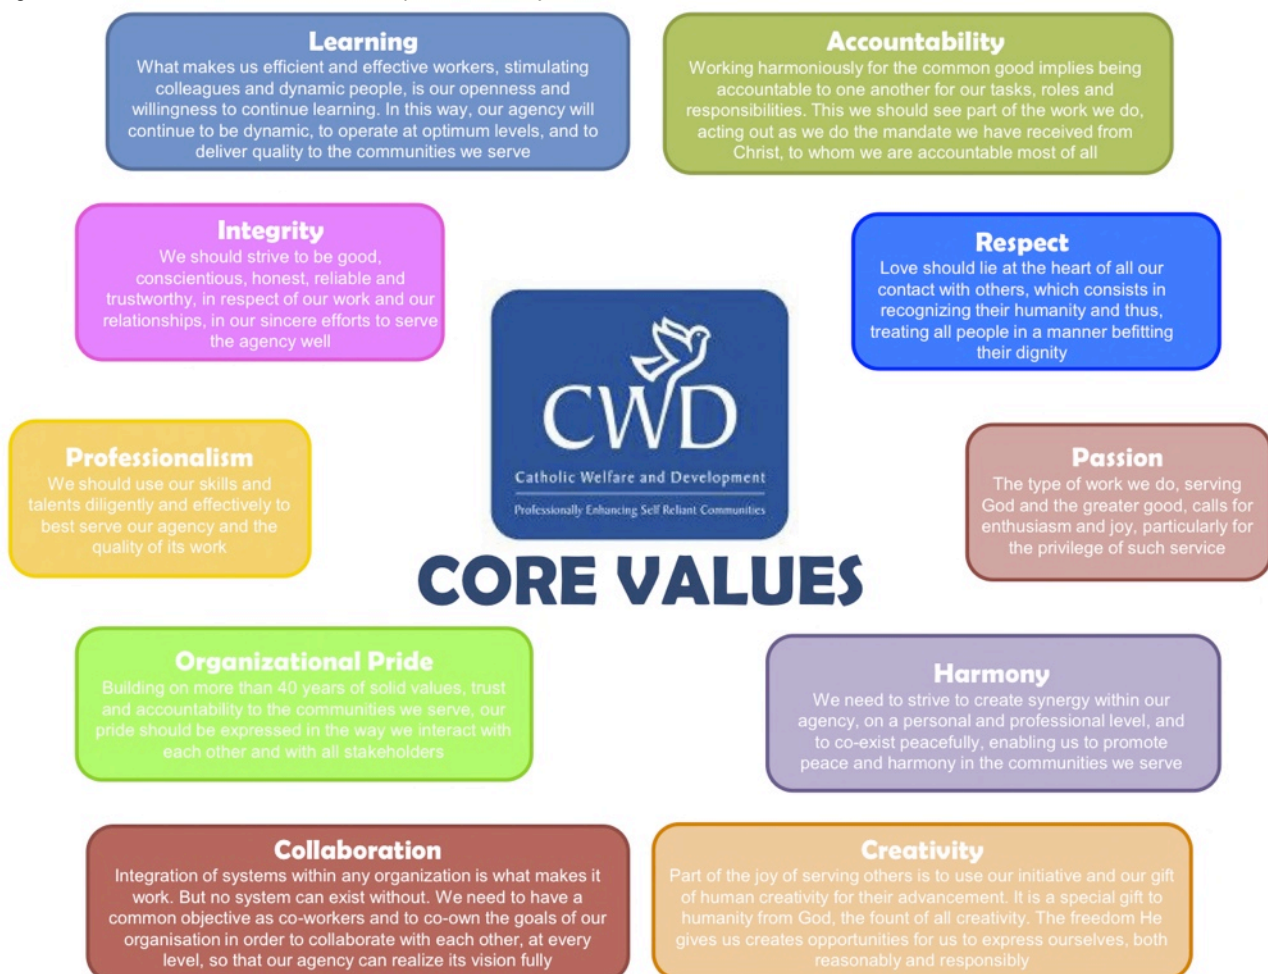 Learning
What makes us efficient and effective workers, stimulating
colleagues and dynamic people, is our openness and
willingness to continue learning. In this way, our agency will
continue to be dynamic, to operate at optimum levels, and to
deliver quality to the communities we serve
Accountability
Working harmoniously for the common good implies being
accountable to one another for our tasks, roles and
responsibilities. This we should see part of the work we do,
acting out as we do the mandate we have received from
Christ, to whom we are accountable most of all
Integrity
We should strive to be good,
conscientious, honest, reliable and
trustworthy, in respect of our work and our
relationships, in our sincere efforts to serve
the agency well
Respect
Love should lie at the heart of all our
contact with others, which consists in
recognizing their humanity and thus,
treating all people in a manner befitting
their dignity
CWD
Catholic Welfare and Development
Professionally Enhancing Self Reliant Communities
CORE VALUES
Professionalism
We should use our skills and
talents diligently and effectively to
best serve our agency and the
quality of its work
Passion
The type of work we do, serving
God and the greater good, calls for
enthusiasm and joy, particularly for
the privilege of such service
Organizational Pride
Building on more than 40 years of solid values, trust
and accountability to the communities we serve, our
pride should be expressed in the way we interact with
each other and with all stakeholders
Harmony
We need to strive to create synergy within our
agency, on a personal and professional level, and
to co-exist peacefully, enabling us to promote
peace and harmony in the communities we serve
Collaboration
Integration of systems within any organization is what makes it
work. But no system can exist without. We need to have a
common objective as co-workers and to co-own the goals of our
organisation in order to collaborate with each other, at every
level, so that our agency can realize its vision fully
Creativity
Part of the joy of serving others is to use our initiative and our gift
of human creativity for their advancement. It is a special gift to
humanity from God, the fount of all creativity. The freedom He
gives us creates opportunities for us to express ourselves, both
reasonably and responsibly